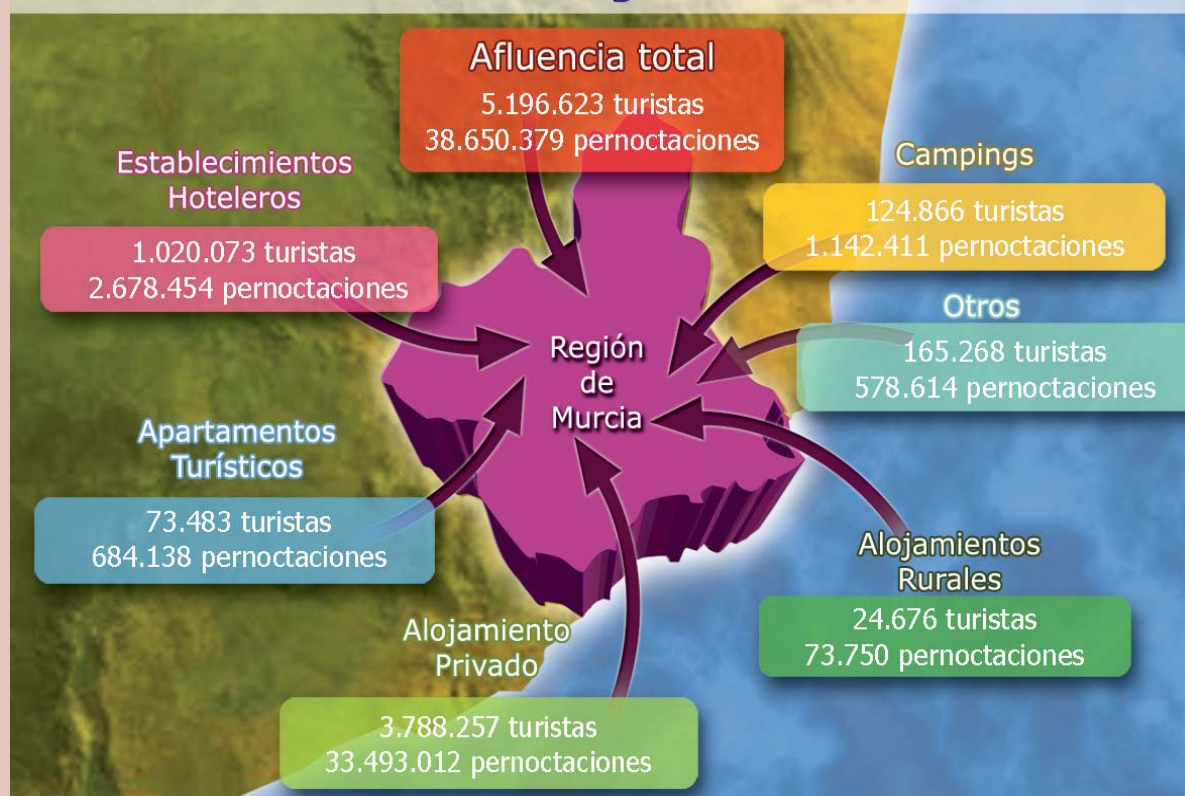 Afluencia total
5.196.623 turistas
38.650.379 pernoctaciones
Establecimientos
Hoteleros
1.020.073 turistas
2.678.454 pernoctaciones
Campings
124.866 turistas
1.142.411 pernoctaciones
Otros
165.268 turistas
578.614 pernoctaciones
Región
de
Murcia
Apartamentos
Turísticos
73.483 turistas
684.138 pernoctaciones
Alojamientos
Rurales
24.676 turistas
73.750 pernoctaciones
Alojamiento
Privado
3.788.257 turistas
33.493.012 pernoctaciones